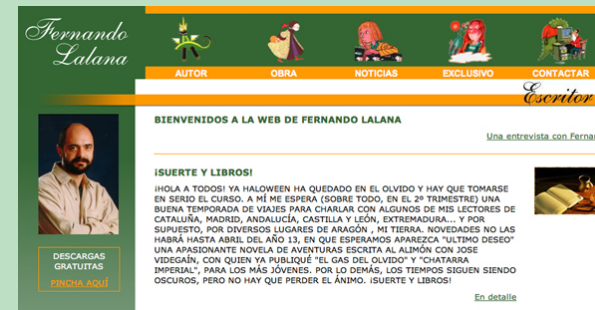 Fernando
Lalana
AUTOR
OBRA
NOTICIAS
EXCLUSIVO
CONTACTAR
Escritor
BIENVENIDOS A LA WEB DE FERNANDO LALANA
Una entrevista con
¡SUERTE Y LIBROS!
¡HOLA A TODOS! YA HALOWEEN HA QUEDADO EN EL OLVIDO Y HAY QUE TOMARSE
EN SERIO EL CURSO. A MÍ ME ESPERA (SOBRE TODO, EN EL 2º TRIMESTRE) UNA
BUENA TEMPORADA DE VIAJES PARA CHARLAR CON ALGUNOS DE MIS LECTORES DE
CATALUÑA, MADRID, ANDALUCÍA, CASTILLA Y LEÓN, EXTREMADURA... Y POR
SUPUESTO, POR DIVERSOS LUGARES DE ARAGÓN , MI TIERRA. NOVEDADES NO LAS
HABRÁ HASTA ABRIL DEL AÑO 13, EN QUE ESPERAMOS APAREZCA "ULTIMO DESEO"
UNA APASIONANTE NOVELA DE AVENTURAS ESCRITA AL ALIMÓN CON JOSE
VIDEGAÍN, CON QUIEN YA PUBLIQUÉ "EL GAS DEL OLVIDO" Y "CHATARRA
IMPERIAL", PARA LOS MÁS JÓVENES. POR LO DEMÁS, LOS TIEMPOS SIGUEN SIENDO
OSCUROS, PERO NO HAY QUE PERDER EL ÁNIMO. ¡SUERTE Y LIBROS!
En detalle
DESCARGAS
GRATUITAS
PINCHA AQUÍ